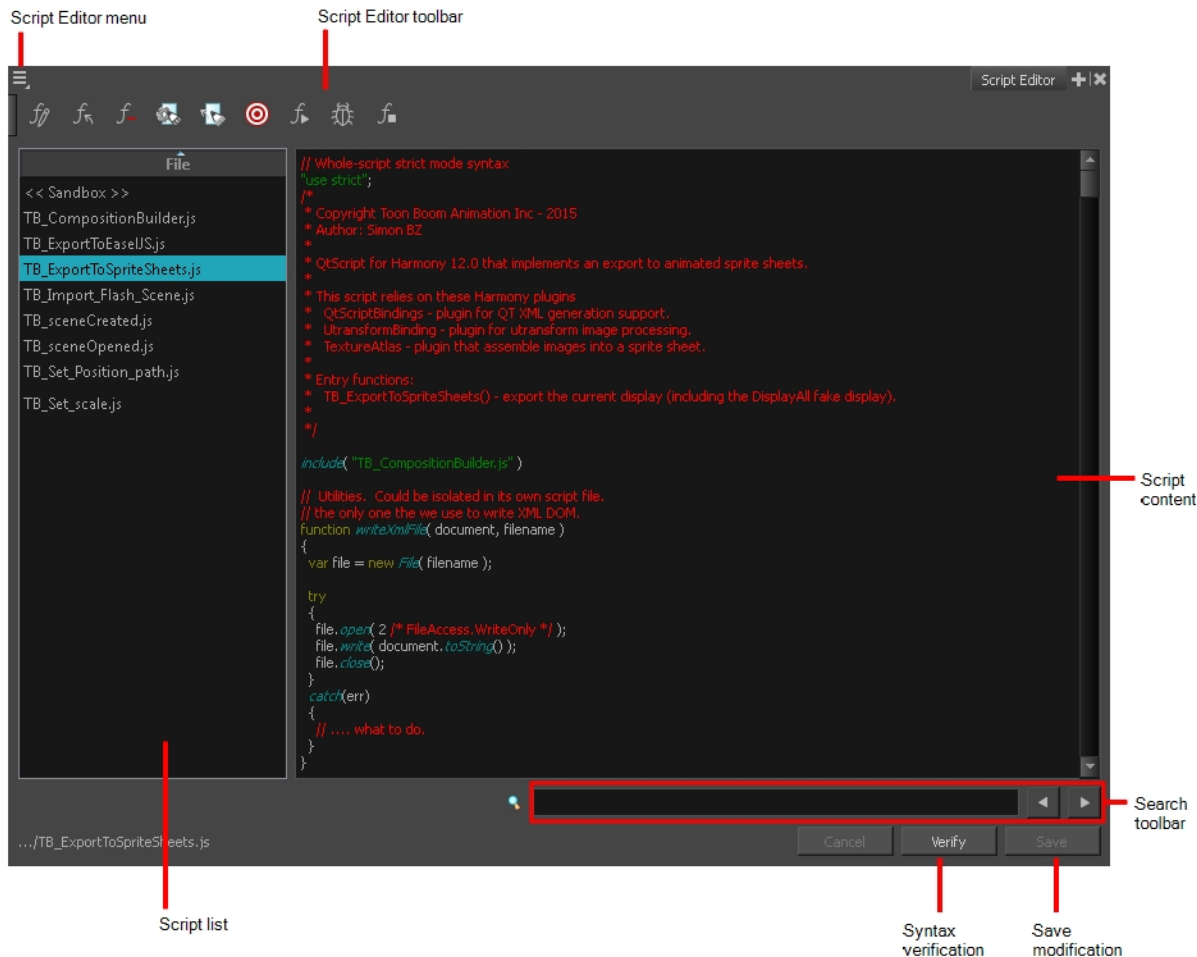 Script Editor menu
Script Editor toolbar
Script Editor
File
<< Sandbox >>
TB_CompositionBuilder.js
TB_ExportToEaselJS.js
TB_ExportToSpriteSheets.js
TB_Import_Flash_Scene.js
TB_sceneCreated.js
TB_sceneOpened.js
TB_Set_Position_path.js
TB_Set_scale.js
// Whole-script strict mode syntax
"use strict";
/*
* Copyright Toon Boom Animation Inc - 2015
* Author: Simon BZ
*
* QtScript for Harmony 12.0 that implements an export to animated sprite sheets.
*
* This script relies on these Harmony plugins
*  QtScriptBindings - plugin for QT XML generation support.
*  UtransformBinding - plugin for utransform image processing.
*  TextureAtlas - plugin that assemble images into a sprite sheet.
*
* Entry functions:
*  TB_ExportToSpriteSheets() - export the current display (including the DisplayAll fake display).
*
*/
include( "TB_CompositionBuilder.js" )
//  Utilities.  Could be isolated in its own script file.
// the only one the we use to write XML DOM.
function writeXmlFile( document, filename )
{
var file = new File( filename );
try
{
file.open( 2 /* FileAccess.WriteOnly */ );
file.write( document.toString() );
file.close();
}
catch(err)
{
// .... what to do.
}
}
Script
content
Search
toolbar
.../TB_ExportToSpriteSheets.js
Cancel
Verify
Save
Script list
Syntax
verification
Save
modification